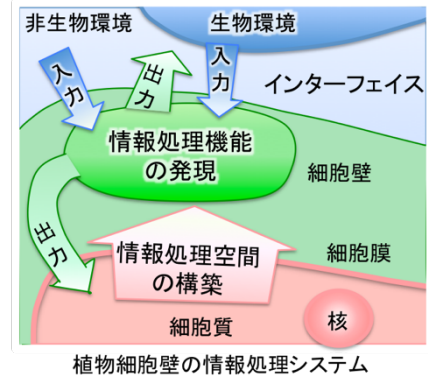 非生物環境
生物環境
入力
出力
入力
インターフェイス
情報処理機能
の発現
細胞壁
出力
情報処理空間
の構築
細胞膜
細胞質
核
植物細胞壁の情報処理システム